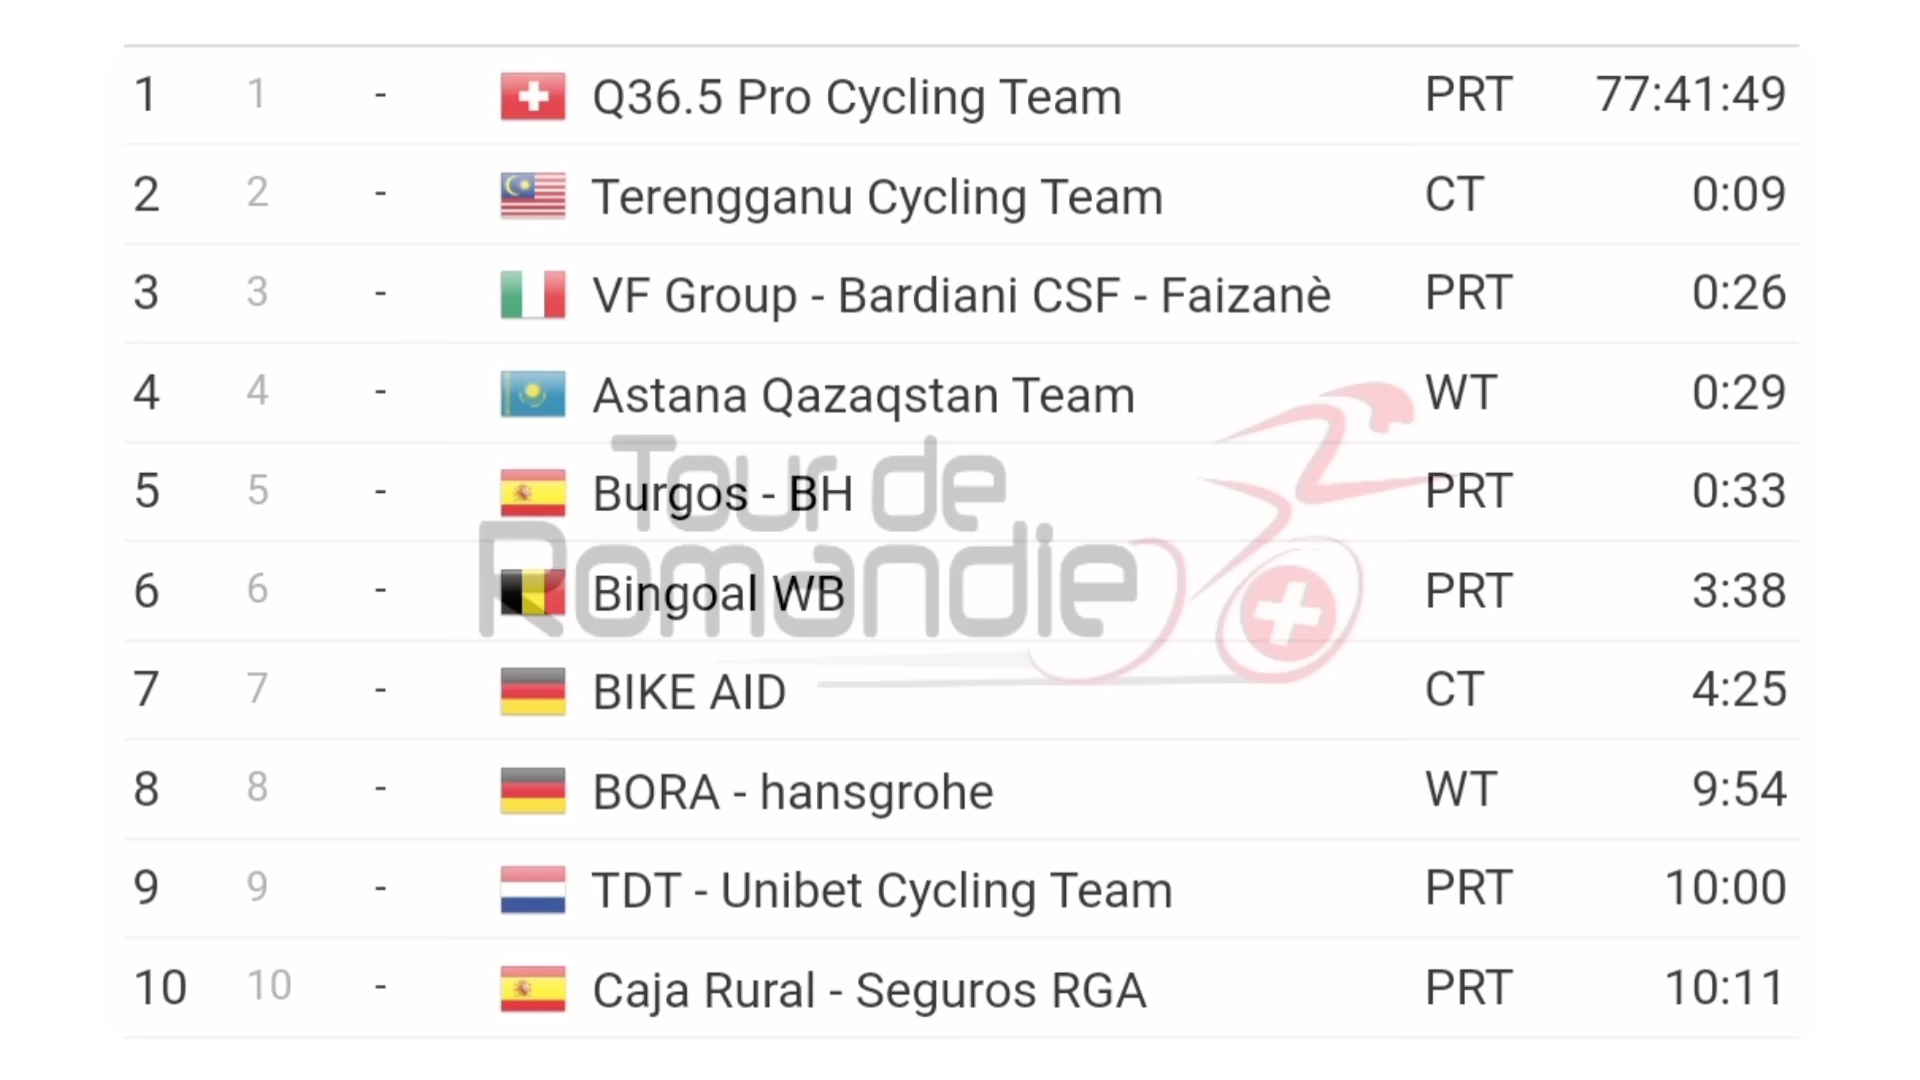 1 1 - Q36.5 Pro Cycling Team PRT 77:41:49
2 2 - Terengganu Cycling Team CT 0:09
3 3 - VF Group - Bardiani CSF - Faizanè PRT 0:26
4 4 - Astana Qazaqstan Team WT 0:29
Tour de
5 5 - Burgos - BH PRT 0:33
Romandie
6 6 - Bingoal WB PRT 3:38
7 7 - BIKE AID CT 4:25
8 8 - BORA - hansgrohe WT 9:54
9 9 - TDT - Unibet Cycling Team PRT 10:00
10 10 - Caja Rural - Seguros RGA PRT 10:11